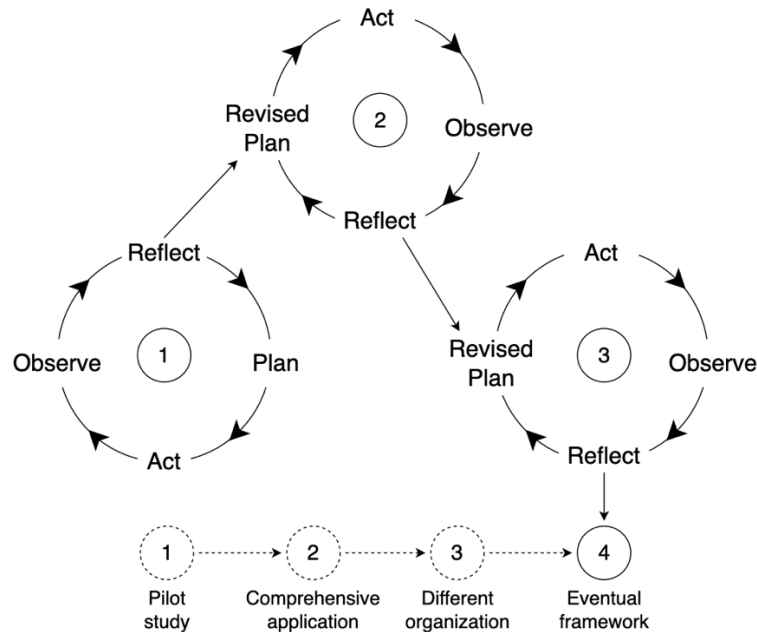 Act
Revised
Plan
2
Observe
Reflect
Reflect
Observe
1
Plan
Act
Act
Revised
Plan
3
Observe
Reflect
1
2
3
4
Pilot
study
Comprehensive
application
Different
organization
Eventual
framework